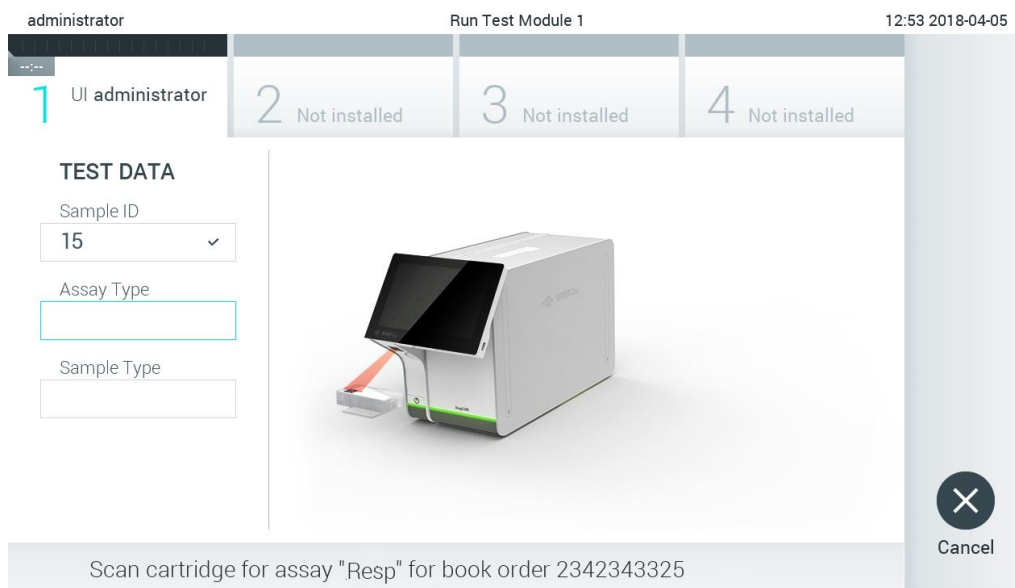 administrator
Run Test Module 1
12:53 2018-04-05
--:--
1 UI administrator
2 Not installed
3 Not installed
4 Not installed
TEST DATA
Sample ID
15
Assay Type
Sample Type
Cancel
Scan cartridge for assay "Resp" for book order 2342343325